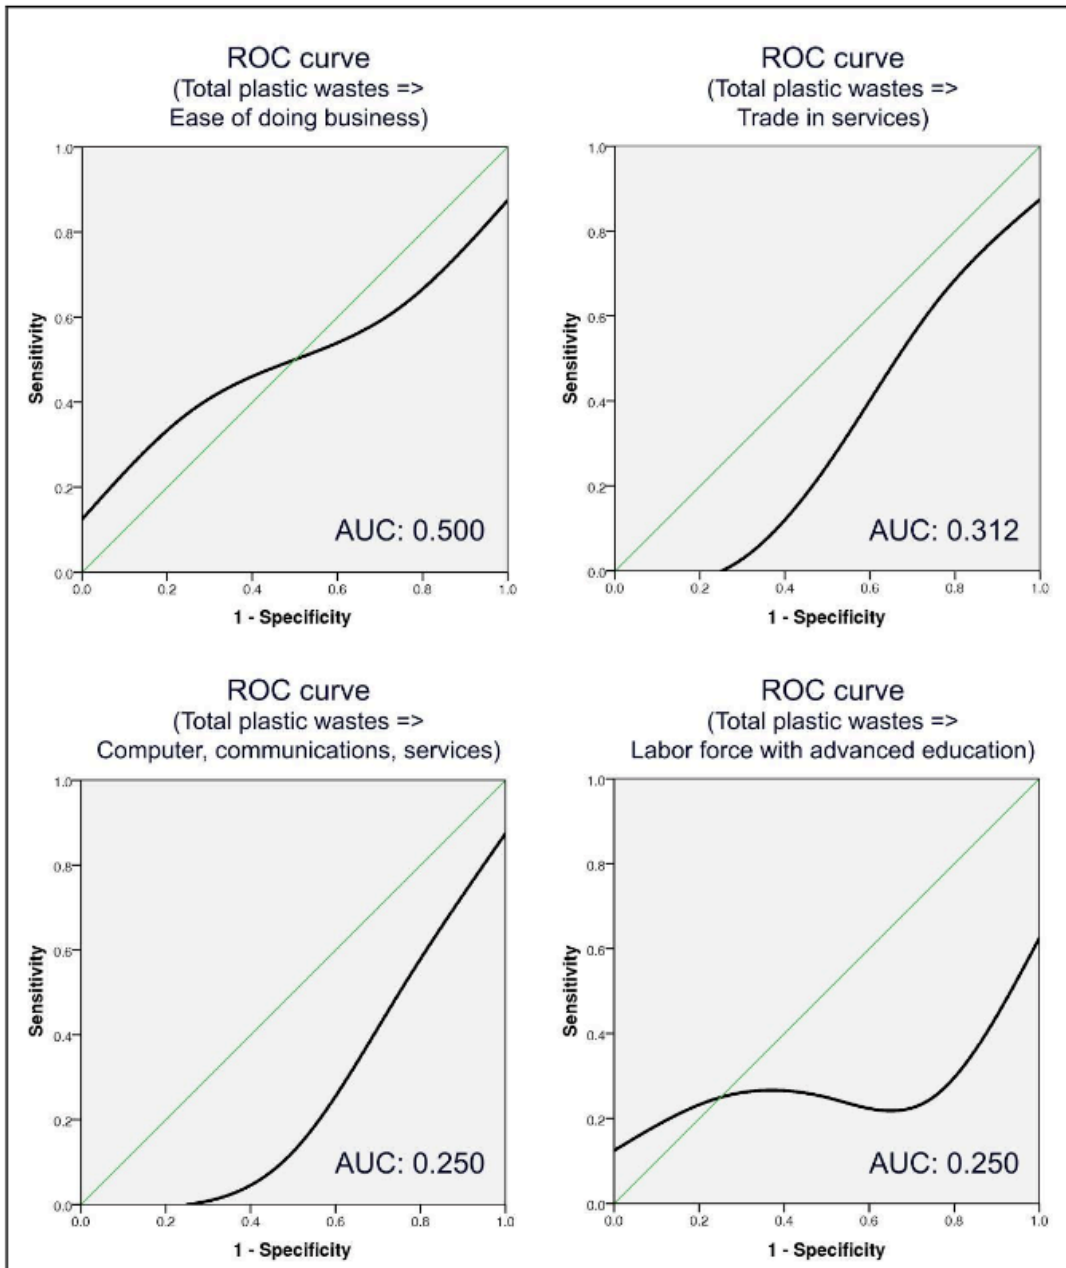 ROC curve
(Total plastic wastes =>
Ease of doing business)
1.0
0.8
0.6
0.4
0.2
0.0
Sensitivity
AUC: 0.500
0.0 0.2 0.4 0.6 0.8 1.0
1 - Specificity
ROC curve
(Total plastic wastes =>
Trade in services)
1.0
0.8
0.6
0.4
0.2
0.0
Sensitivity
AUC: 0.312
0.0 0.2 0.4 0.6 0.8 1.0
1 - Specificity
ROC curve
(Total plastic wastes =>
Computer, communications, services)
1.0
0.8
0.6
0.4
0.2
0.0
Sensitivity
AUC: 0.250
0.0 0.2 0.4 0.6 0.8 1.0
1 - Specificity
ROC curve
(Total plastic wastes =>
Labor force with advanced education)
1.0
0.8
0.6
0.4
0.2
0.0
Sensitivity
AUC: 0.250
0.0 0.2 0.4 0.6 0.8 1.0
1 - Specificity